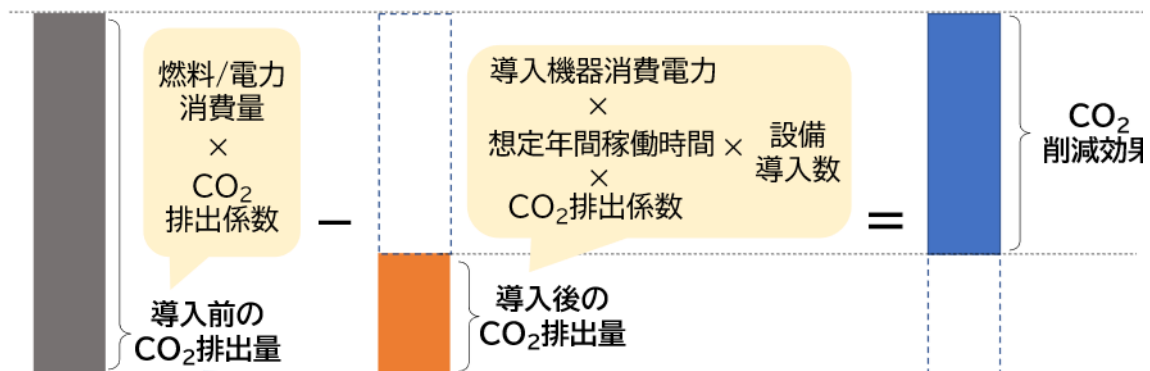 燃料/電力
消費量
×
CO₂
排出係数
導入前の
CO₂排出量
−
導入機器消費電力
×
想定年間稼働時間 × 設備導入数
×
CO₂排出係数
導入後の
CO₂排出量
=
CO₂
削減効果